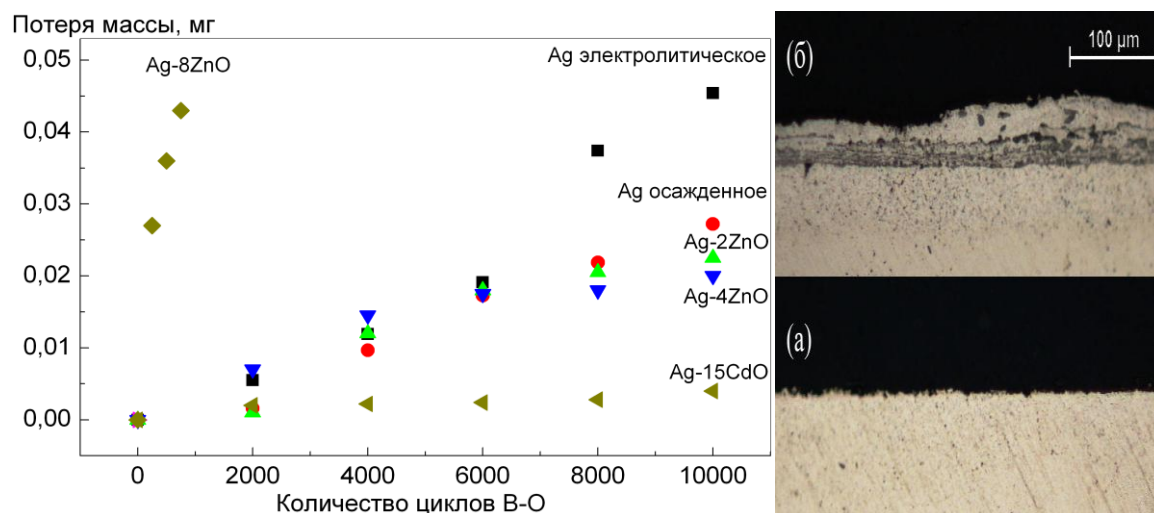 Потеря массы, мг
0,05
0,04
0,03
0,02
0,01
0,00
Ag-8ZnO
Ag электролитическое
Ag осажденное
Ag-2ZnO
Ag-4ZnO
Ag-15CdO
0 2000 4000 6000 8000 10000
Количество циклов В-О
(б)
100 µm
(а)